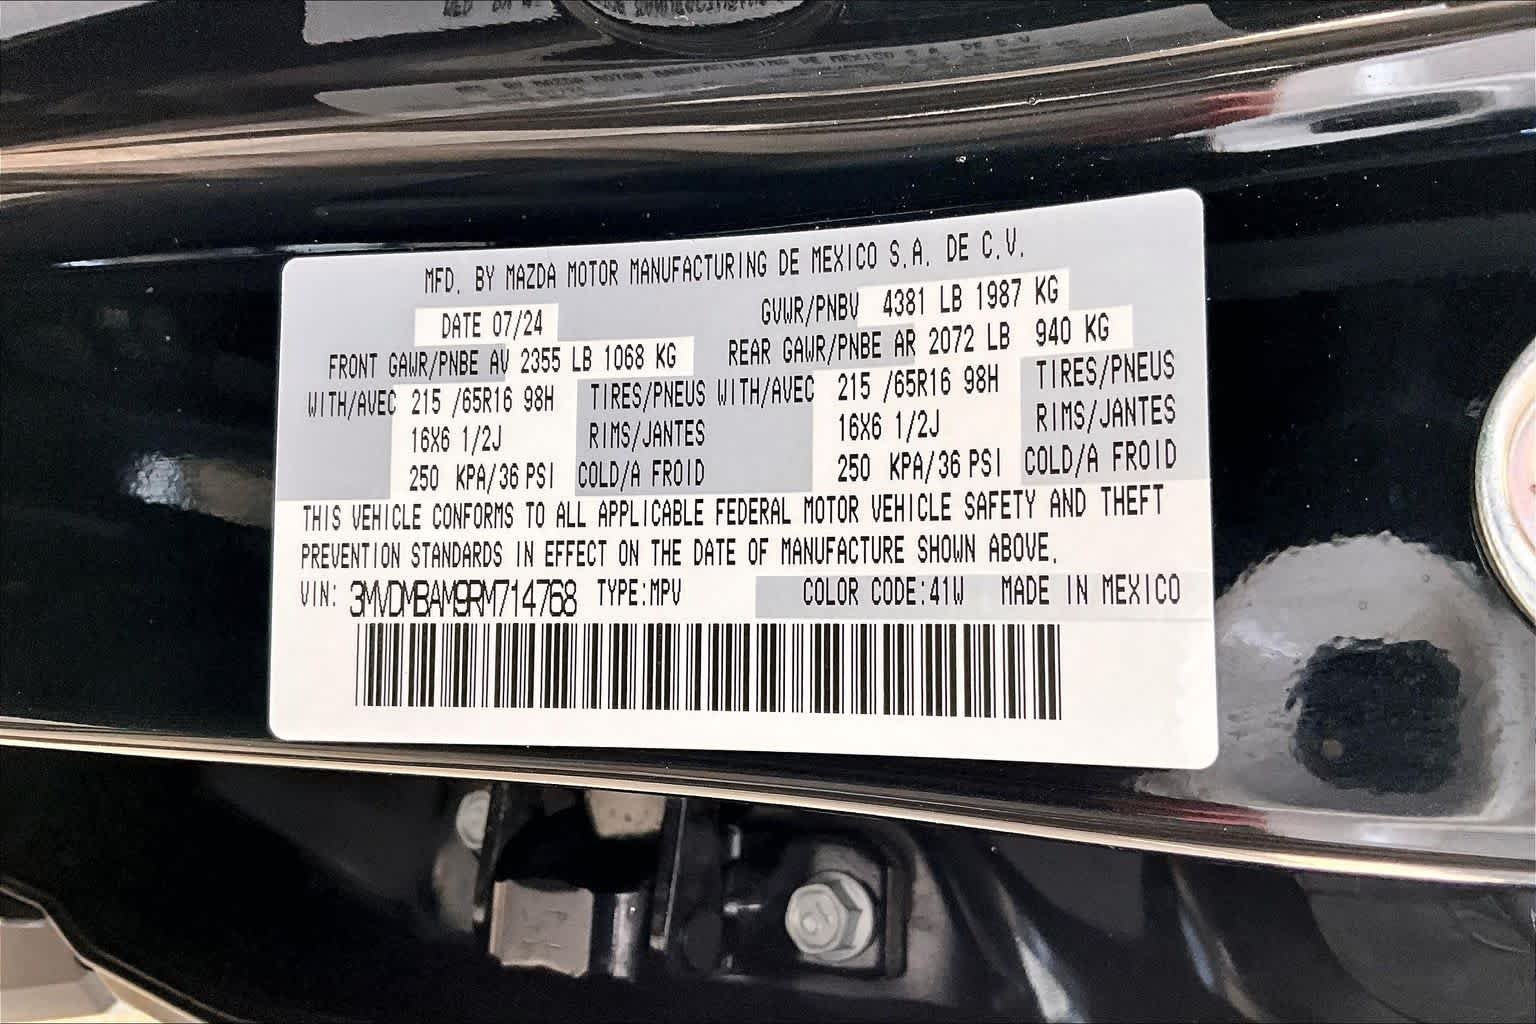 MFD. BY MAZDA MOTOR MANUFACTURING DE MEXICO S.A. DE C.V.
DATE 07/24 GVWR/PNBV 4381 LB 1987 KG
FRONT GAWR/PNBE AV 2355 LB 1068 KG REAR GAWR/PNBE AR 2072 LB 940 KG
WITH/AVEC 215 /65R16 98H TIRES/PNEUS WITH/AVEC 215 /65R16 98H TIRES/PNEUS
16X6 1/2J RIMS/JANTES 16X6 1/2J RIMS/JANTES
250 KPA/36 PSI COLD/A FROID 250 KPA/36 PSI COLD/A FROID
THIS VEHICLE CONFORMS TO ALL APPLICABLE FEDERAL MOTOR VEHICLE SAFETY AND THEFT
PREVENTION STANDARDS IN EFFECT ON THE DATE OF MANUFACTURE SHOWN ABOVE.
VIN: 3MVDMBAM9RM714768 TYPE:MPV COLOR CODE:41W MADE IN MEXICO